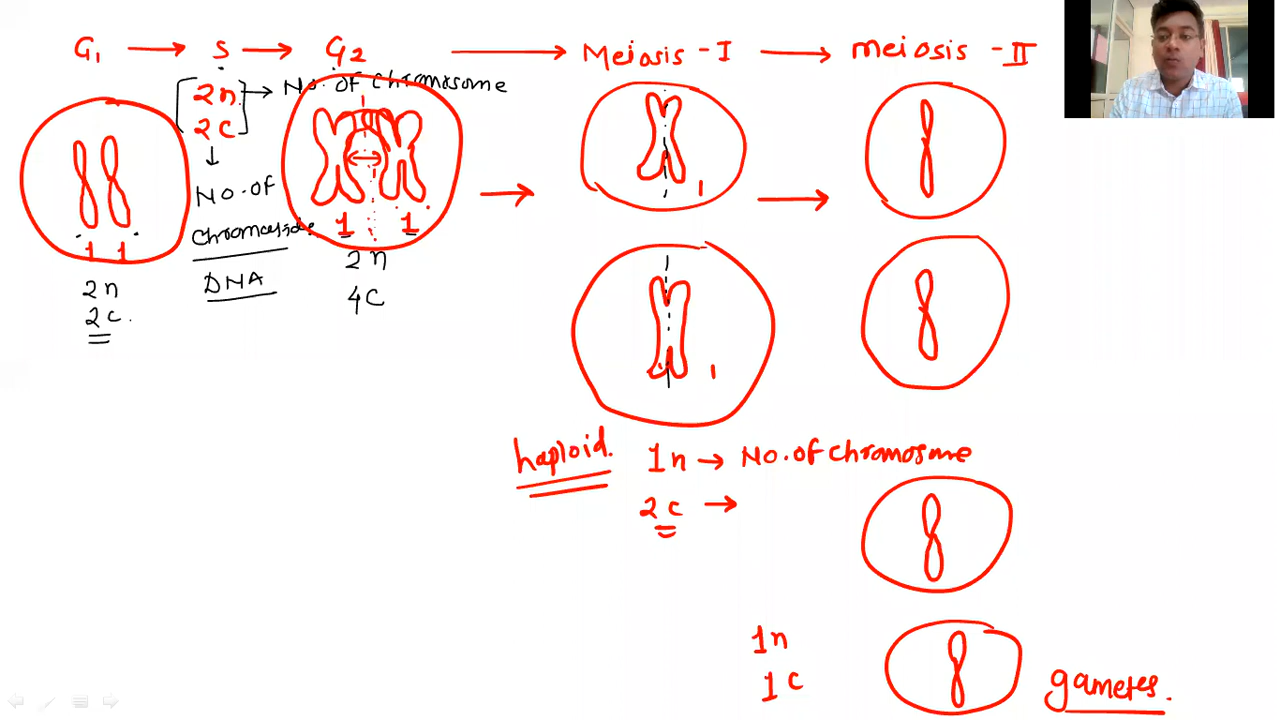 G1 → S → G2 → Meiosis - I → meiosis - II
2n → No. of Chromosome
2c
↓
No. of
DNA
1 1
2n
2c.
1 1
2n
4C
1
1
haploid. 1n → No. of chromosome
2c →
1n
1c
gametes.